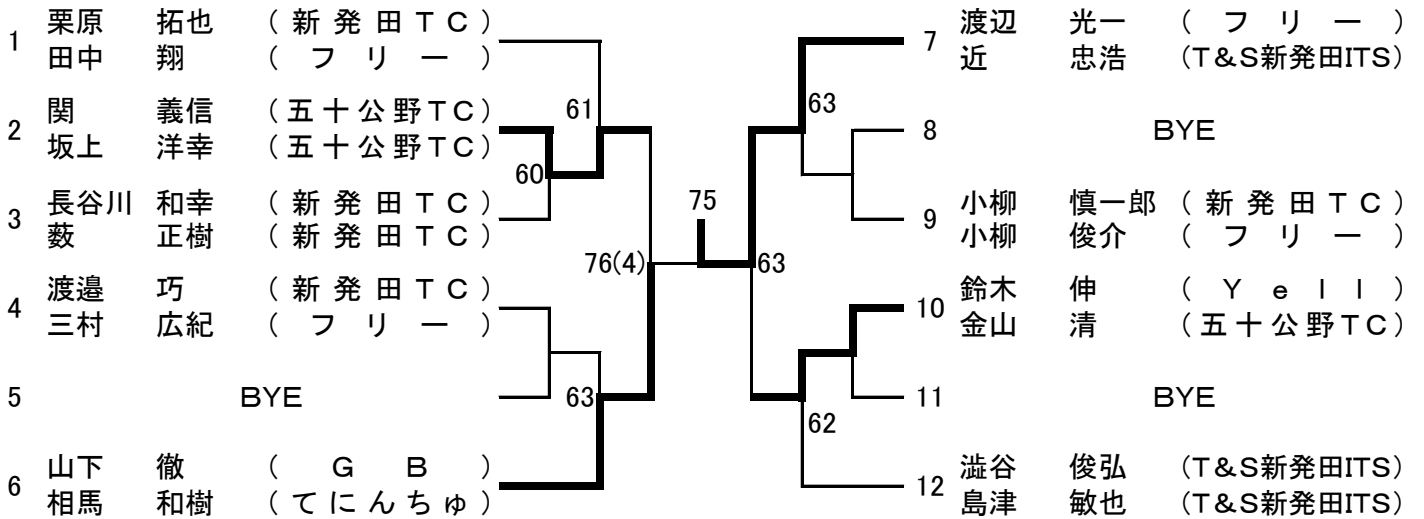 1 栗原 拓也 (新発田TC)
田中 翔 (フリー)
2 関 義信 (五十公野TC)
坂上 洋幸 (五十公野TC)
3 長谷川 和幸 (新発田TC)
薮 正樹 (新発田TC)
4 渡邉 巧 (新発田TC)
三村 広紀 (フリー)
5 BYE
6 山下 徹 (GB)
相馬 和樹 (てにんちゅ)
61
60
76(4)
63
75
63
63
62
7 渡辺 光一 (フリー)
近 忠浩 (T&S新発田ITS)
8 BYE
9 小柳 慎一郎 (新発田TC)
小柳 俊介 (フリー)
10 鈴木 伸 (Yell)
金山 清 (五十公野TC)
11 BYE
12 澁谷 俊弘 (T&S新発田ITS)
島津 敏也 (T&S新発田ITS)